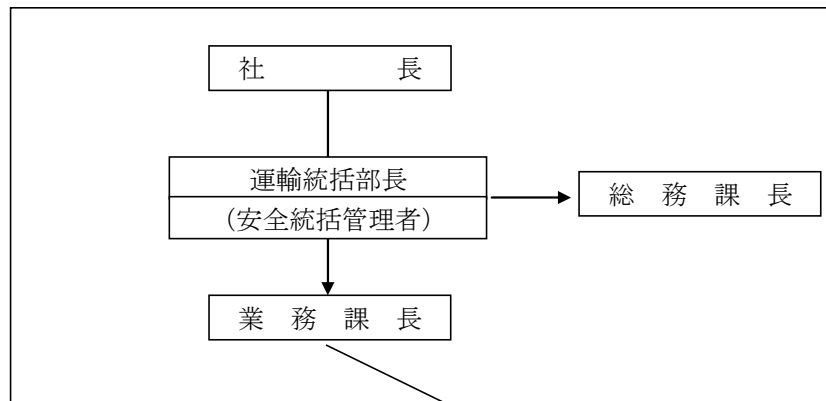 社　　　　　長
運輸統括部長
(安全統括管理者)
総　務　課　長
業　務　課　長